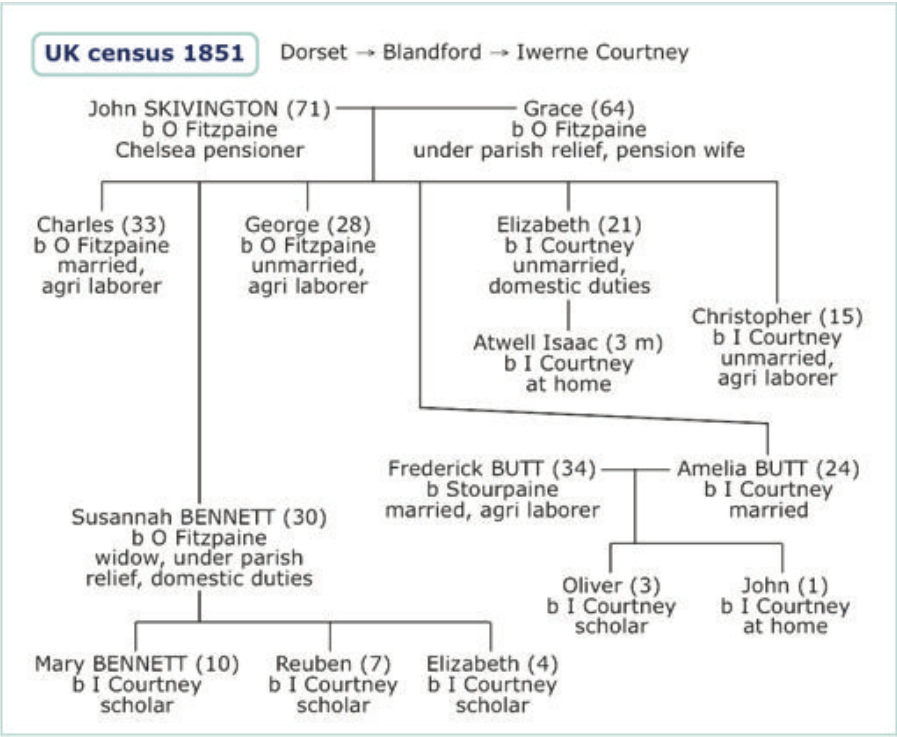 UK census 1851
Dorset → Blandford → Iwerne Courtney
John SKIVINGTON (71)
b O Fitzpaine
Chelsea pensioner
Grace (64)
b O Fitzpaine
under parish relief, pension wife
Charles (33)
b O Fitzpaine
married,
agri laborer
George (28)
b O Fitzpaine
unmarried,
agri laborer
Elizabeth (21)
b I Courtney
unmarried,
domestic duties
Atwell Isaac (3 m)
b I Courtney
at home
Christopher (15)
b I Courtney
unmarried,
agri laborer
Frederick BUTT (34)
b Stourpaine
married, agri laborer
Amelia BUTT (24)
b I Courtney
married
Susannah BENNETT (30)
b O Fitzpaine
widow, under parish
relief, domestic duties
Oliver (3)
b I Courtney
scholar
John (1)
b I Courtney
at home
Mary BENNETT (10)
b I Courtney
scholar
Reuben (7)
b I Courtney
scholar
Elizabeth (4)
b I Courtney
scholar